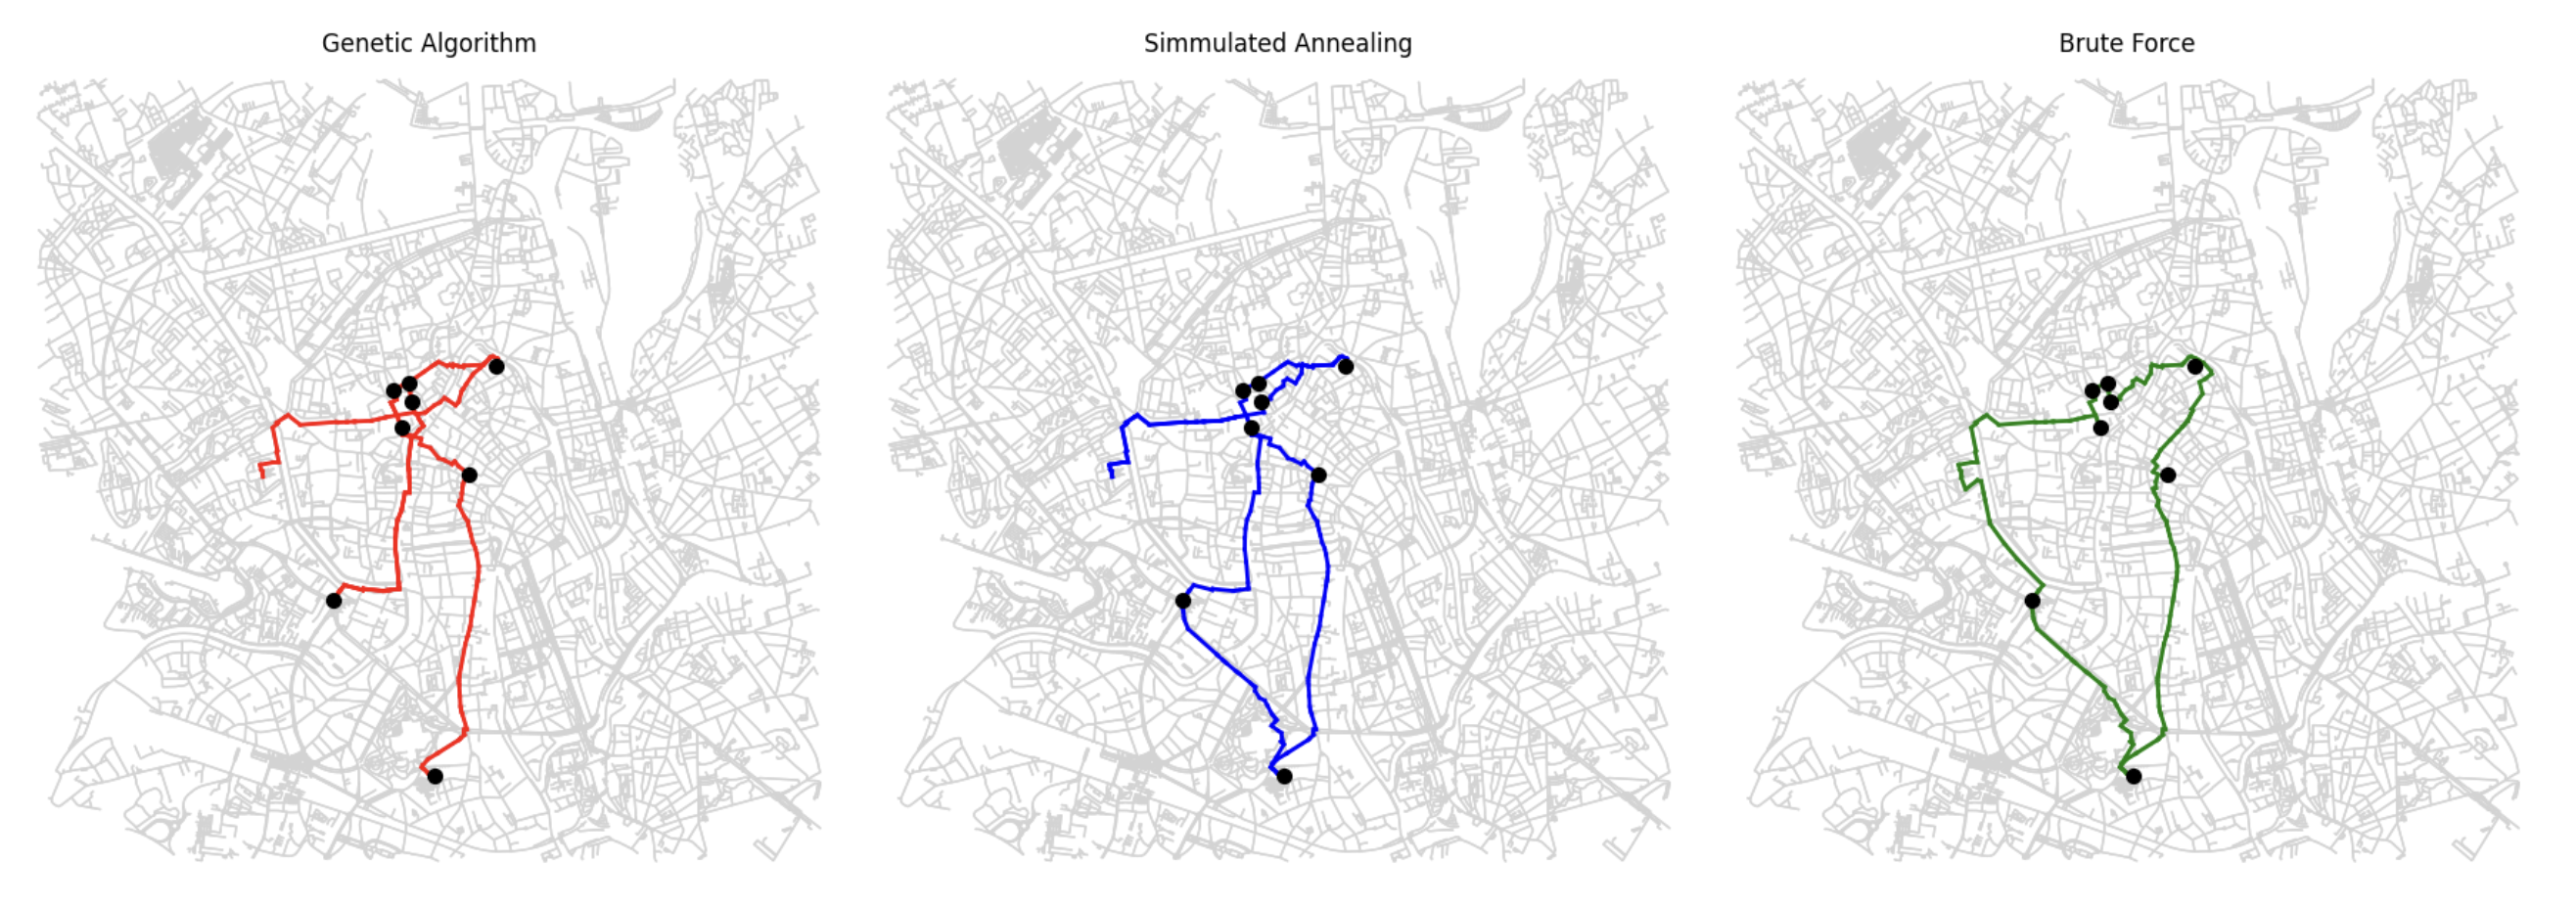 Genetic Algorithm
Simmulated Annealing
Brute Force